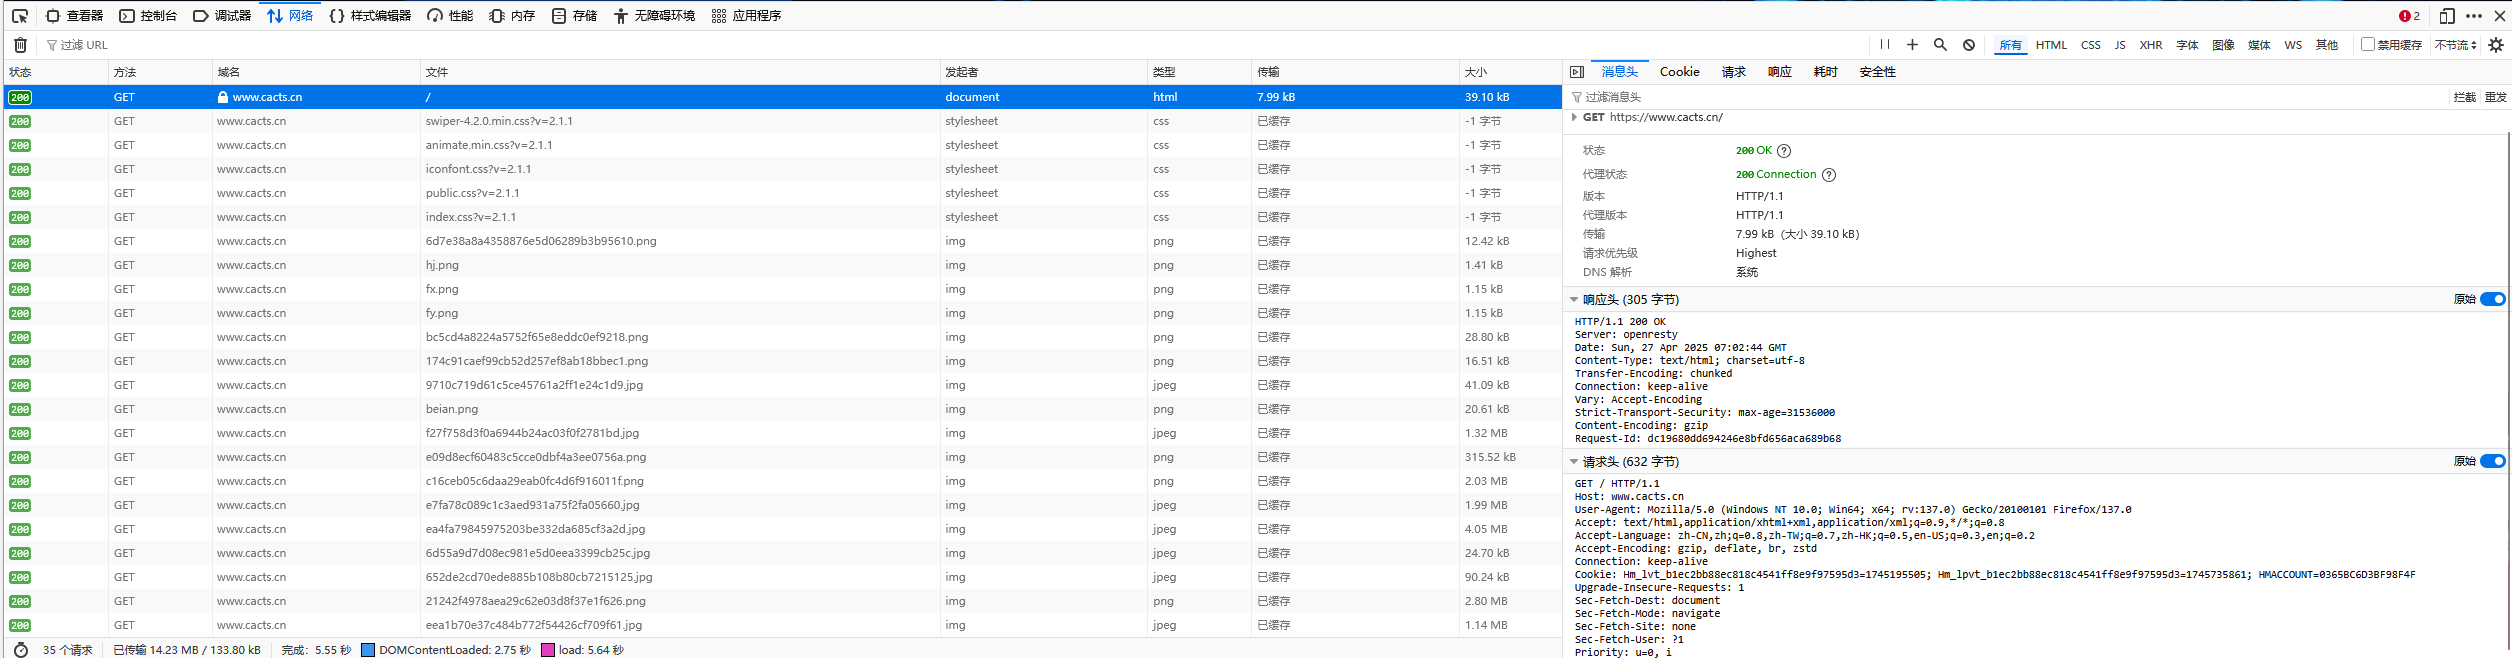 查看器 控制台 调试器 网络 样式编辑器 性能 内存 存储 无障碍环境 应用程序 2
过滤 URL 所有 HTML CSS JS XHR 字体 图像 媒体 WS 其他 禁用缓存 不节流
状态 方法 域名 文件 发起者 类型 传输 大小
200 GET www.cacts.cn / document html 7.99 kB 39.10 kB
200 GET www.cacts.cn swiper-4.2.0.min.css?v=2.1.1 stylesheet css 已缓存 -1 字节
200 GET www.cacts.cn animate.min.css?v=2.1.1 stylesheet css 已缓存 -1 字节
200 GET www.cacts.cn iconfont.css?v=2.1.1 stylesheet css 已缓存 -1 字节
200 GET www.cacts.cn public.css?v=2.1.1 stylesheet css 已缓存 -1 字节
200 GET www.cacts.cn index.css?v=2.1.1 stylesheet css 已缓存 -1 字节
200 GET www.cacts.cn 6d7e38a8a4358876e5d06289b3b95610.png img png 已缓存 12.42 kB
200 GET www.cacts.cn hj.png img png 已缓存 1.41 kB
200 GET www.cacts.cn fx.png img png 已缓存 1.15 kB
200 GET www.cacts.cn fy.png img png 已缓存 1.15 kB
200 GET www.cacts.cn bc5cd4a8224a5752f65e8eddc0ef9218.png img png 已缓存 28.80 kB
200 GET www.cacts.cn 174c91caef99cb52d257ef8ab18bbec1.png img png 已缓存 16.51 kB
200 GET www.cacts.cn 9710c719d61c5ce45761a2ff1e24c1d9.jpg img jpeg 已缓存 41.09 kB
200 GET www.cacts.cn beian.png img png 已缓存 20.61 kB
200 GET www.cacts.cn f27f758d3f0a6944b24ac03f0f2781bd.jpg img jpeg 已缓存 1.32 MB
200 GET www.cacts.cn e09d8ecf60483c5cce0dbf4a3ee0756a.png img png 已缓存 315.52 kB
200 GET www.cacts.cn c16ceb05c6daa29eab0fc4d6f916011f.png img png 已缓存 2.03 MB
200 GET www.cacts.cn e7fa78c089c1c3aed931a75f2fa05660.jpg img jpeg 已缓存 1.99 MB
200 GET www.cacts.cn ea4fa79845975203be332da685cf3a2d.jpg img jpeg 已缓存 4.05 MB
200 GET www.cacts.cn 6d55a9d7d08ec981e5d0eea3399cb25c.jpg img jpeg 已缓存 24.70 kB
200 GET www.cacts.cn 652de2cd70ede885b108b80cb7215125.jpg img jpeg 已缓存 90.24 kB
200 GET www.cacts.cn 21242f4978aea29c62e03d8f37e1f626.png img png 已缓存 2.80 MB
200 GET www.cacts.cn eea1b70e37c484b772f54426cf709f61.jpg img jpeg 已缓存 1.14 MB
35 个请求 已传输 14.23 MB / 133.80 kB 完成：5.55 秒 DOMContentLoaded: 2.75 秒 load: 5.64 秒
消息头 Cookie 请求 响应 耗时 安全性
过滤消息头 拦截 重发
GET https://www.cacts.cn/
状态 200 OK ?
代理状态 200 Connection ?
版本 HTTP/1.1
代理版本 HTTP/1.1
传输 7.99 kB（大小 39.10 kB）
请求优先级 Highest
DNS 解析 系统
响应头 (305 字节) 原始
HTTP/1.1 200 OK
Server: openresty
Date: Sun, 27 Apr 2025 07:02:44 GMT
Content-Type: text/html; charset=utf-8
Transfer-Encoding: chunked
Connection: keep-alive
Vary: Accept-Encoding
Strict-Transport-Security: max-age=31536000
Content-Encoding: gzip
Request-Id: dc19680dd694246e8bfd656aca689b68
请求头 (632 字节) 原始
GET / HTTP/1.1
Host: www.cacts.cn
User-Agent: Mozilla/5.0 (Windows NT 10.0; Win64; x64; rv:137.0) Gecko/20100101 Firefox/137.0
Accept: text/html,application/xhtml+xml,application/xml;q=0.9,*/*;q=0.8
Accept-Language: zh-CN,zh;q=0.8,zh-TW;q=0.7,zh-HK;q=0.5,en-US;q=0.3,en;q=0.2
Accept-Encoding: gzip, deflate, br, zstd
Connection: keep-alive
Cookie: Hm_lvt_b1ec2bb88ec818c4541ff8e9f97595d3=1745195505; Hm_lpvt_b1ec2bb88ec818c4541ff8e9f97595d3=1745735861; HMACCOUNT=0365BC6D3BF98F4F
Upgrade-Insecure-Requests: 1
Sec-Fetch-Dest: document
Sec-Fetch-Mode: navigate
Sec-Fetch-Site: none
Sec-Fetch-User: ?1
Priority: u=0, i